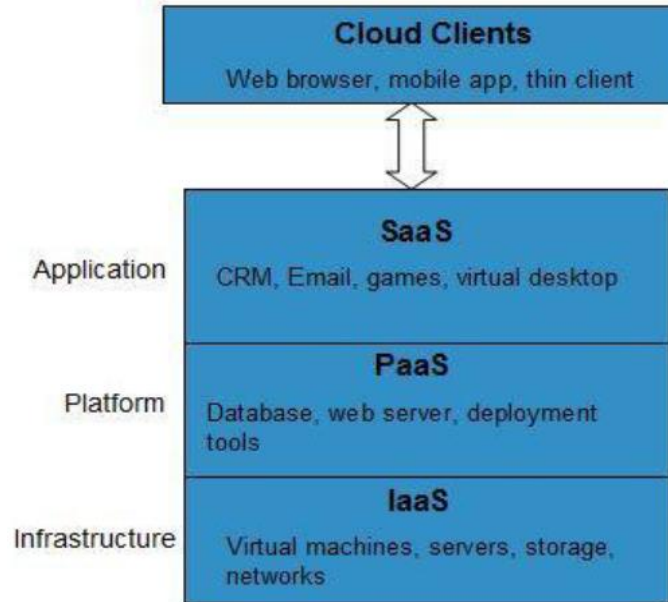 Cloud Clients
Web browser, mobile app, thin client
SaaS
Application
CRM, Email, games, virtual desktop
PaaS
Platform
Database, web server, deployment
tools
IaaS
Infrastructure
Virtual machines, servers, storage,
networks